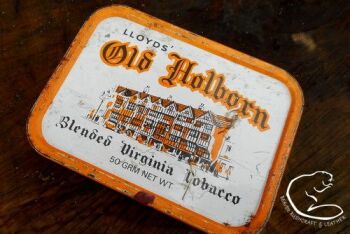 LLOYDS'
Old Holborn
Blended Virginia Tobacco
50 GRM NET WT